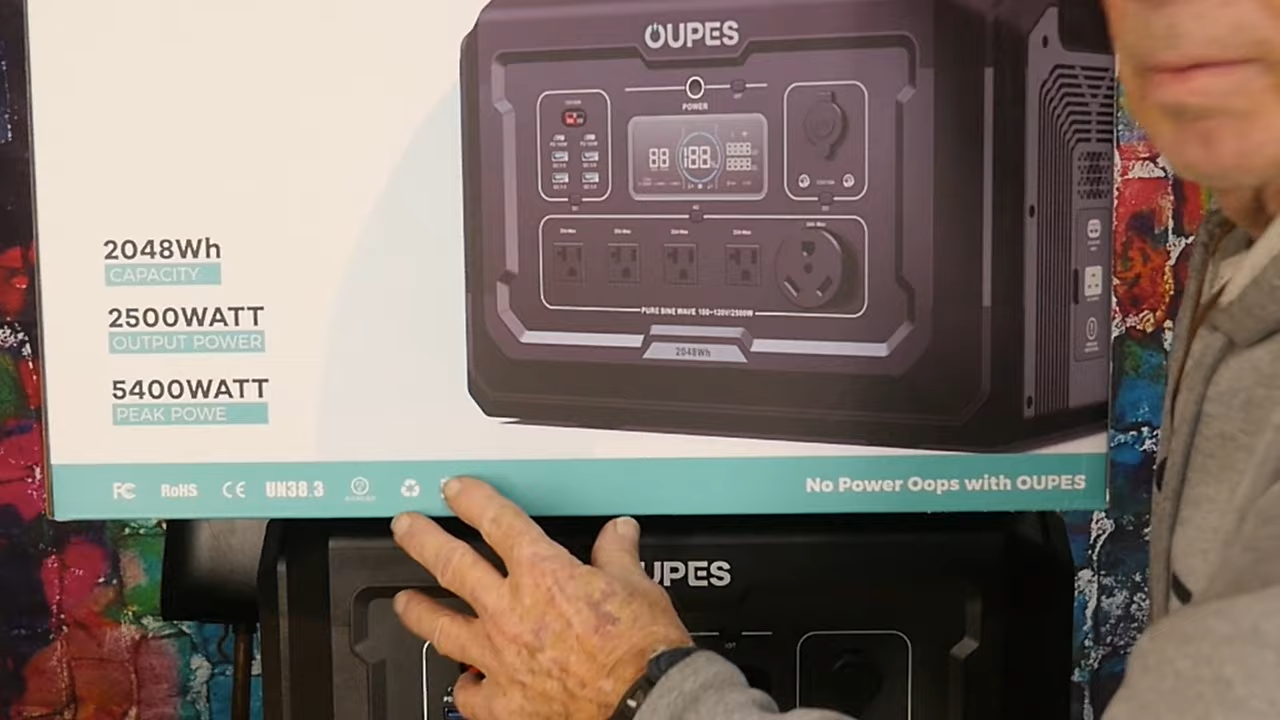 OUPES
POWER
2048Wh
CAPACITY
2500WATT
OUTPUT POWER
5400WATT
PEAK POWE
88
188
PURE SINE WAVE 100~120V/2500W
2048Wh
FC
RoHS
CE
UN38.3
No Power Oops with OUPES
UPES